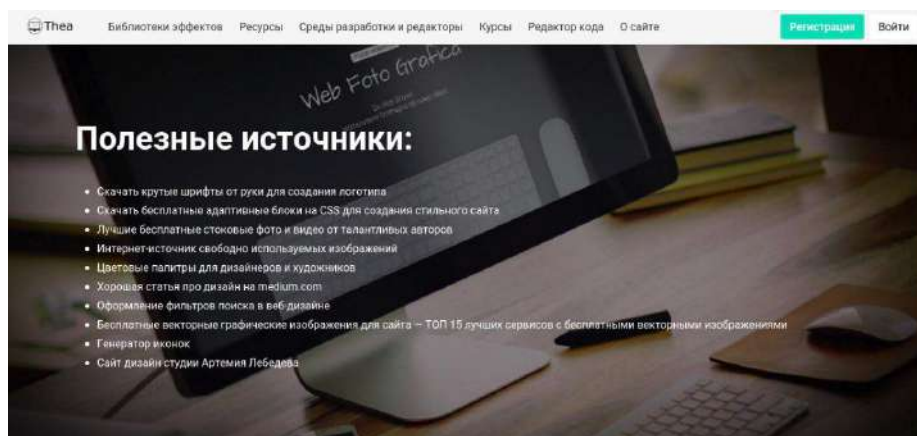 Thea
Библиотеки эффектов Ресурсы Среды разработки и редакторы Курсы Редактор кода О сайте Регистрация Войти
Web Foto Grafica
Полезные источники:
Скачать крутые шрифты от руки для создания логотипа
Скачать бесплатные адаптивные блоки на CSS для создания стильного сайта
Лучшие бесплатные стоковые фото и видео от талантливых авторов
Интернет-источник свободно используемых изображений
Цветовые палитры для дизайнеров и художников
Хорошая статья про дизайн на medium.com
Оформление фильтров поиска в веб-дизайне
Бесплатные векторные графические изображения для сайта — ТОП 15 лучших сервисов с бесплатными векторными изображениями
Генератор иконок
Сайт дизайн студии Артемия Лебедева